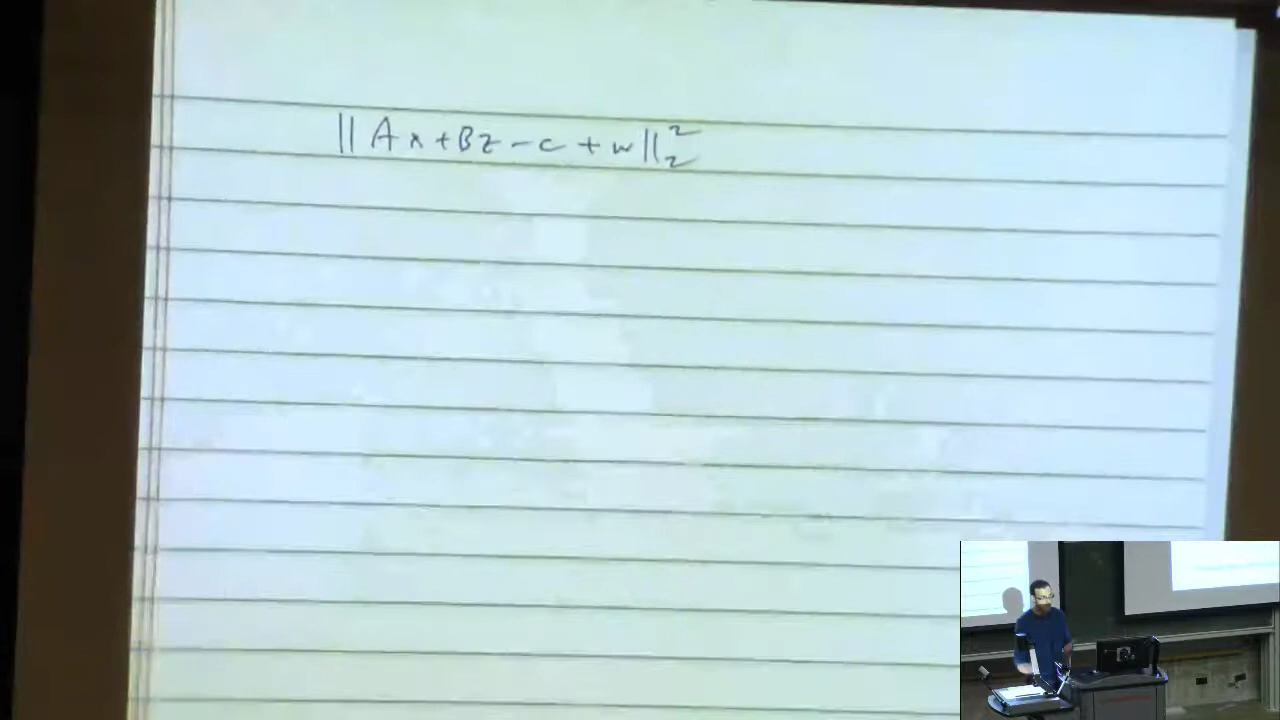 || Ax + Bz - c + w ||₂²